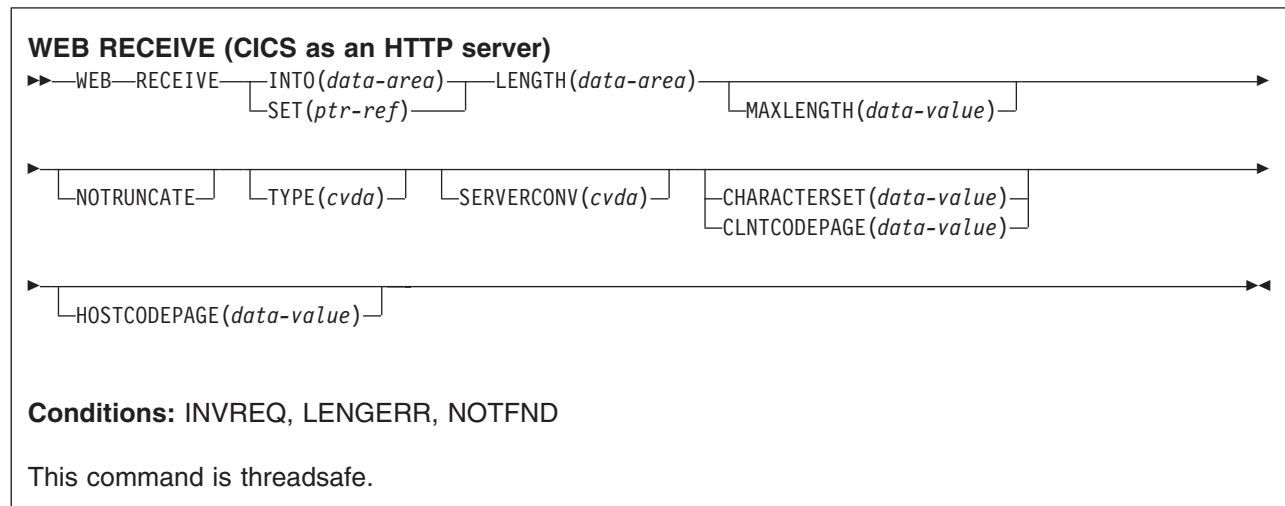 WEB RECEIVE (CICS as an HTTP server)
WEB RECEIVE INTO(data-area) LENGTH(data-area)
SET(ptr-ref) MAXLENGTH(data-value)
NOTRUNCATE TYPE(cvda) SERVERCONV(cvda) CHARACTERSET(data-value)
CLNTCODEPAGE(data-value)
HOSTCODEPAGE(data-value)
Conditions: INVREQ, LENGERR, NOTFND
This command is threadsafe.